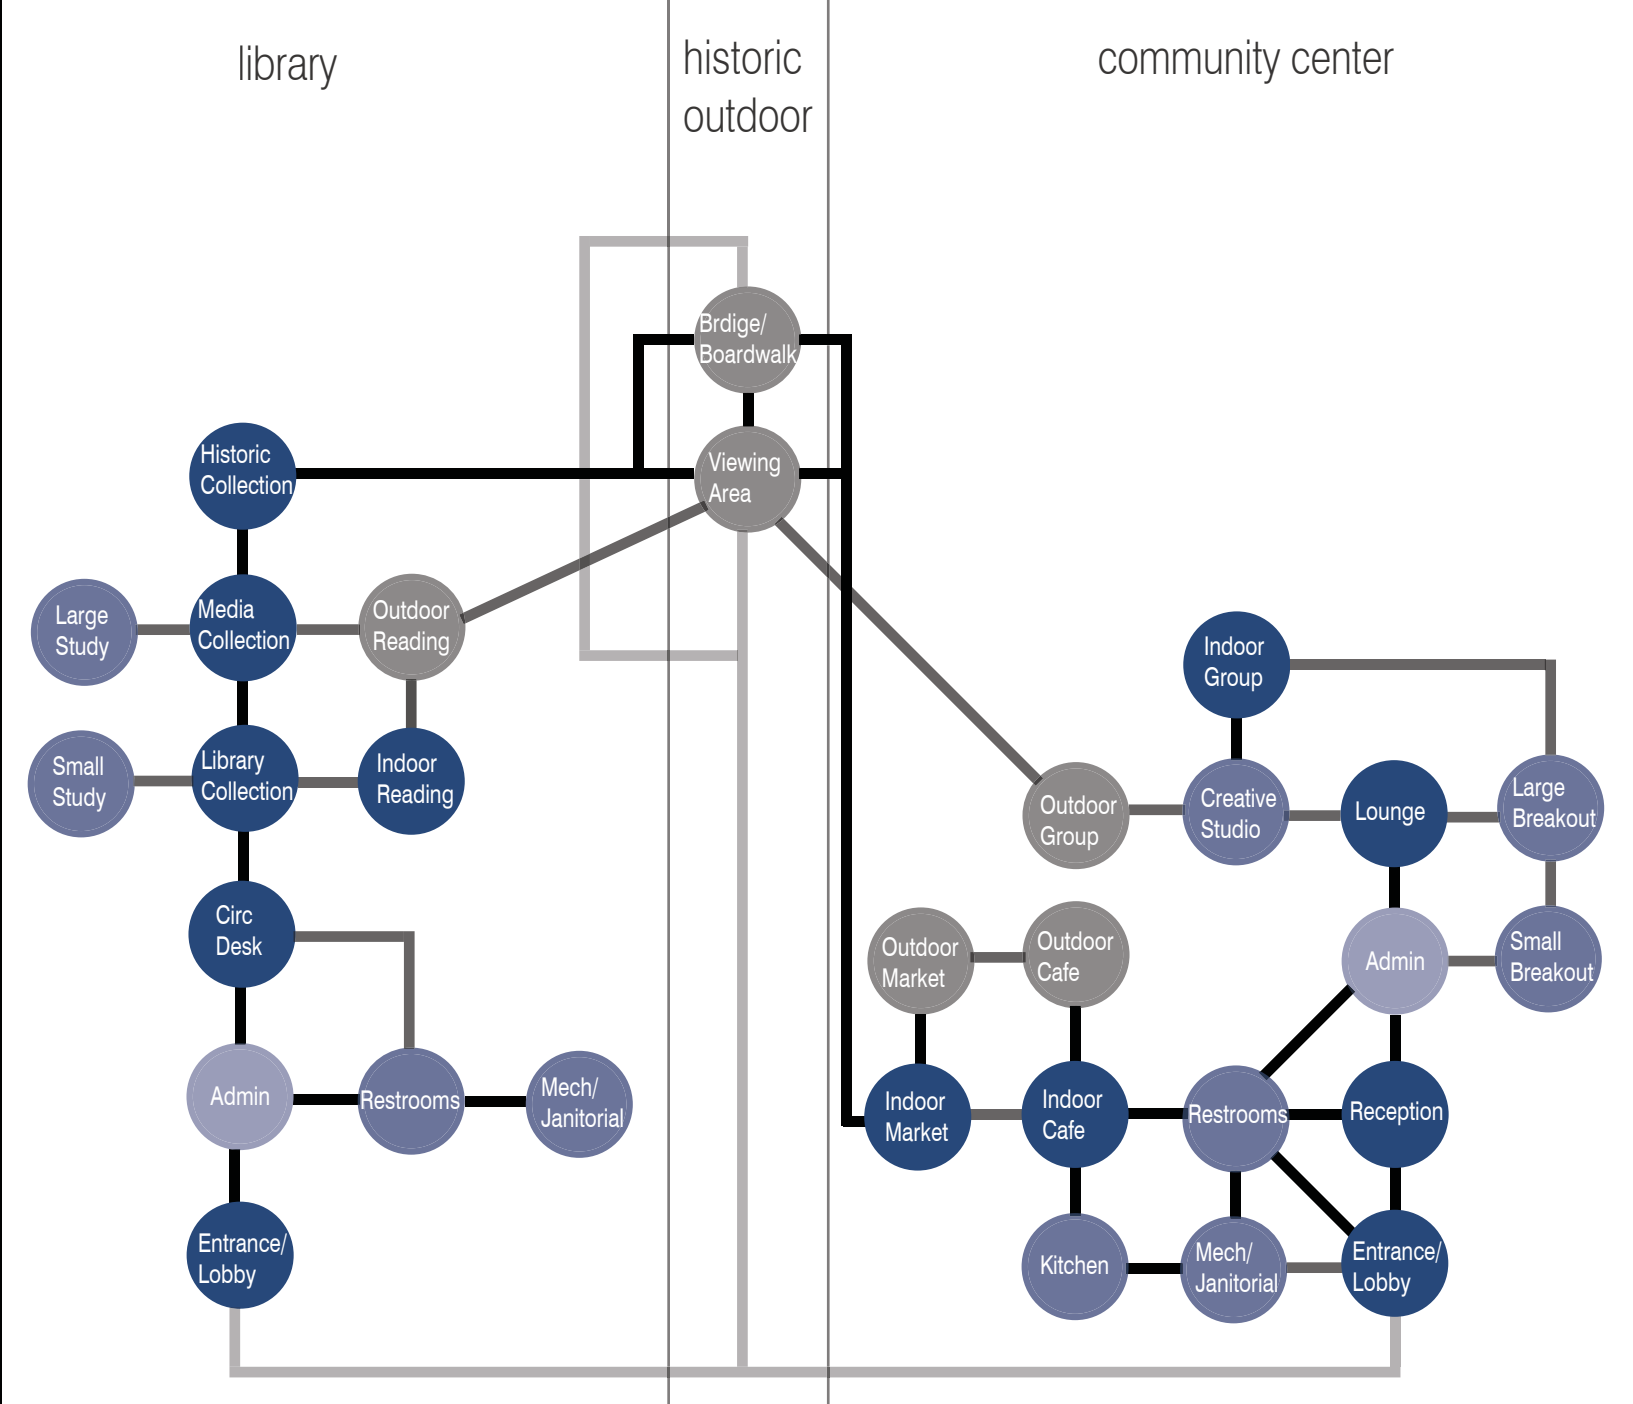 library
historic
outdoor
community center
Brdige/
Boardwalk
Historic
Collection
Viewing
Area
Large
Study
Media
Collection
Outdoor
Reading
Indoor
Group
Small
Study
Library
Collection
Indoor
Reading
Outdoor
Group
Creative
Studio
Lounge
Large
Breakout
Circ
Desk
Outdoor
Market
Outdoor
Cafe
Admin
Small
Breakout
Admin
Restrooms
Mech/
Janitorial
Indoor
Market
Indoor
Cafe
Restrooms
Reception
Entrance/
Lobby
Kitchen
Mech/
Janitorial
Entrance/
Lobby